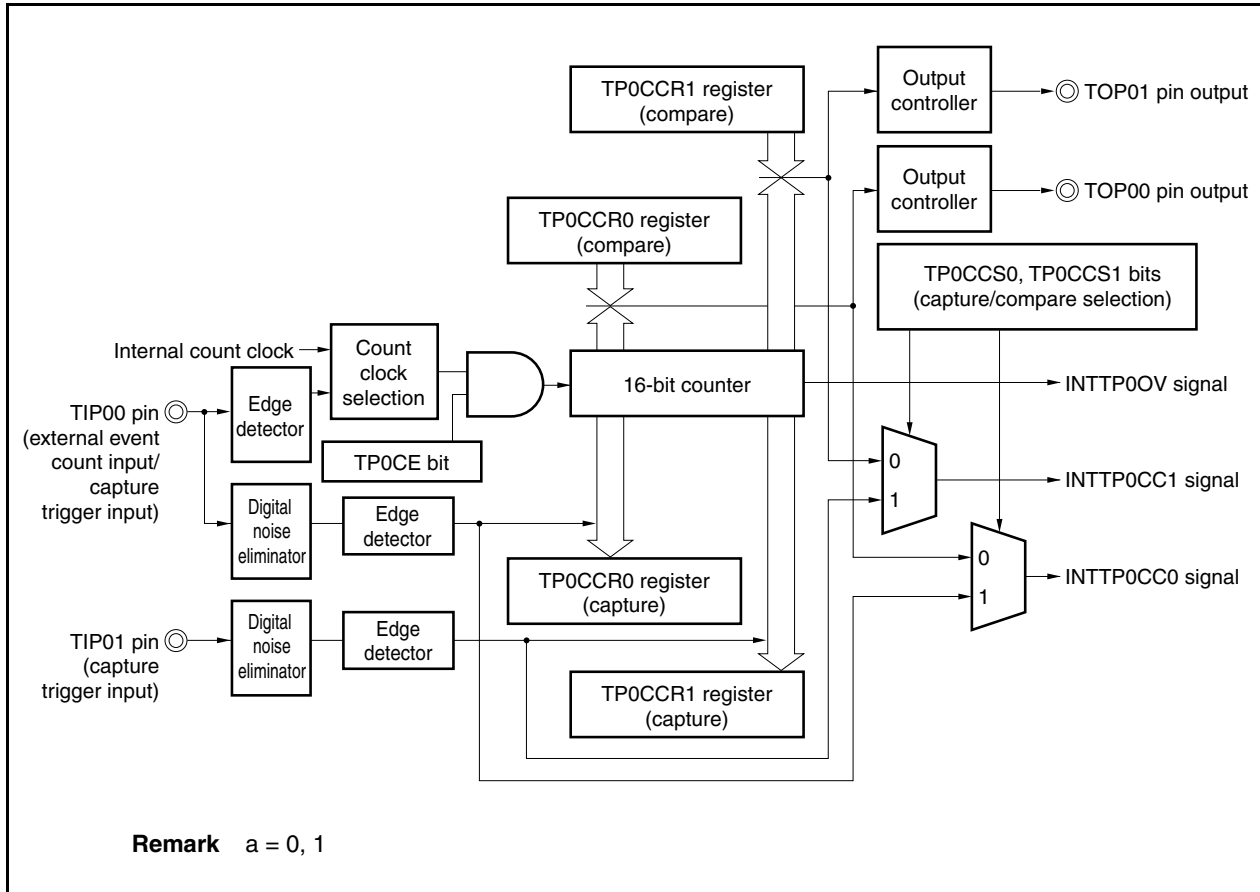 TP0CCR1 register
(compare)
Output
controller
TOP01 pin output
Output
controller
TOP00 pin output
TP0CCR0 register
(compare)
TP0CCS0, TP0CCS1 bits
(capture/compare selection)
Internal count clock
Count
clock
selection
16-bit counter
INTTP0OV signal
TIP00 pin
(external event
count input/
capture
trigger input)
Edge
detector
TP0CE bit
0
1
INTTP0CC1 signal
Digital
noise
eliminator
Edge
detector
TP0CCR0 register
(capture)
0
1
INTTP0CC0 signal
TIP01 pin
(capture
trigger input)
Digital
noise
eliminator
Edge
detector
TP0CCR1 register
(capture)
Remark a = 0, 1